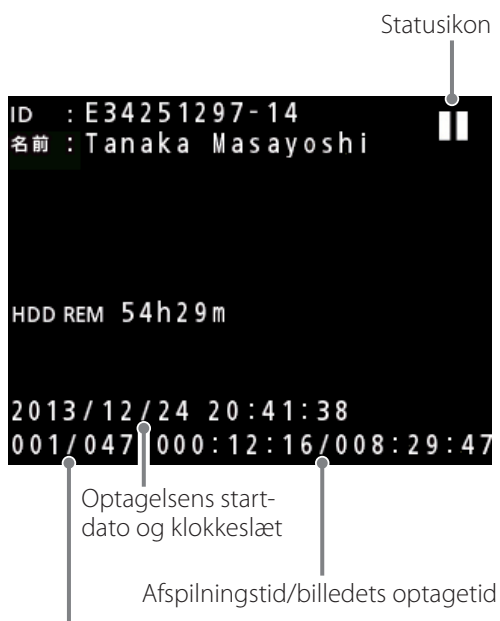 Statusikon
ID : E34251297-14
名前 : Tanaka Masayoshi
HDD REM 54h29m
2013/12/24 20:41:38
001/047 000:12:16/008:29:47
Optagelsens start-
dato og klokkeslæt
Afspilningstid/billedets optagetid